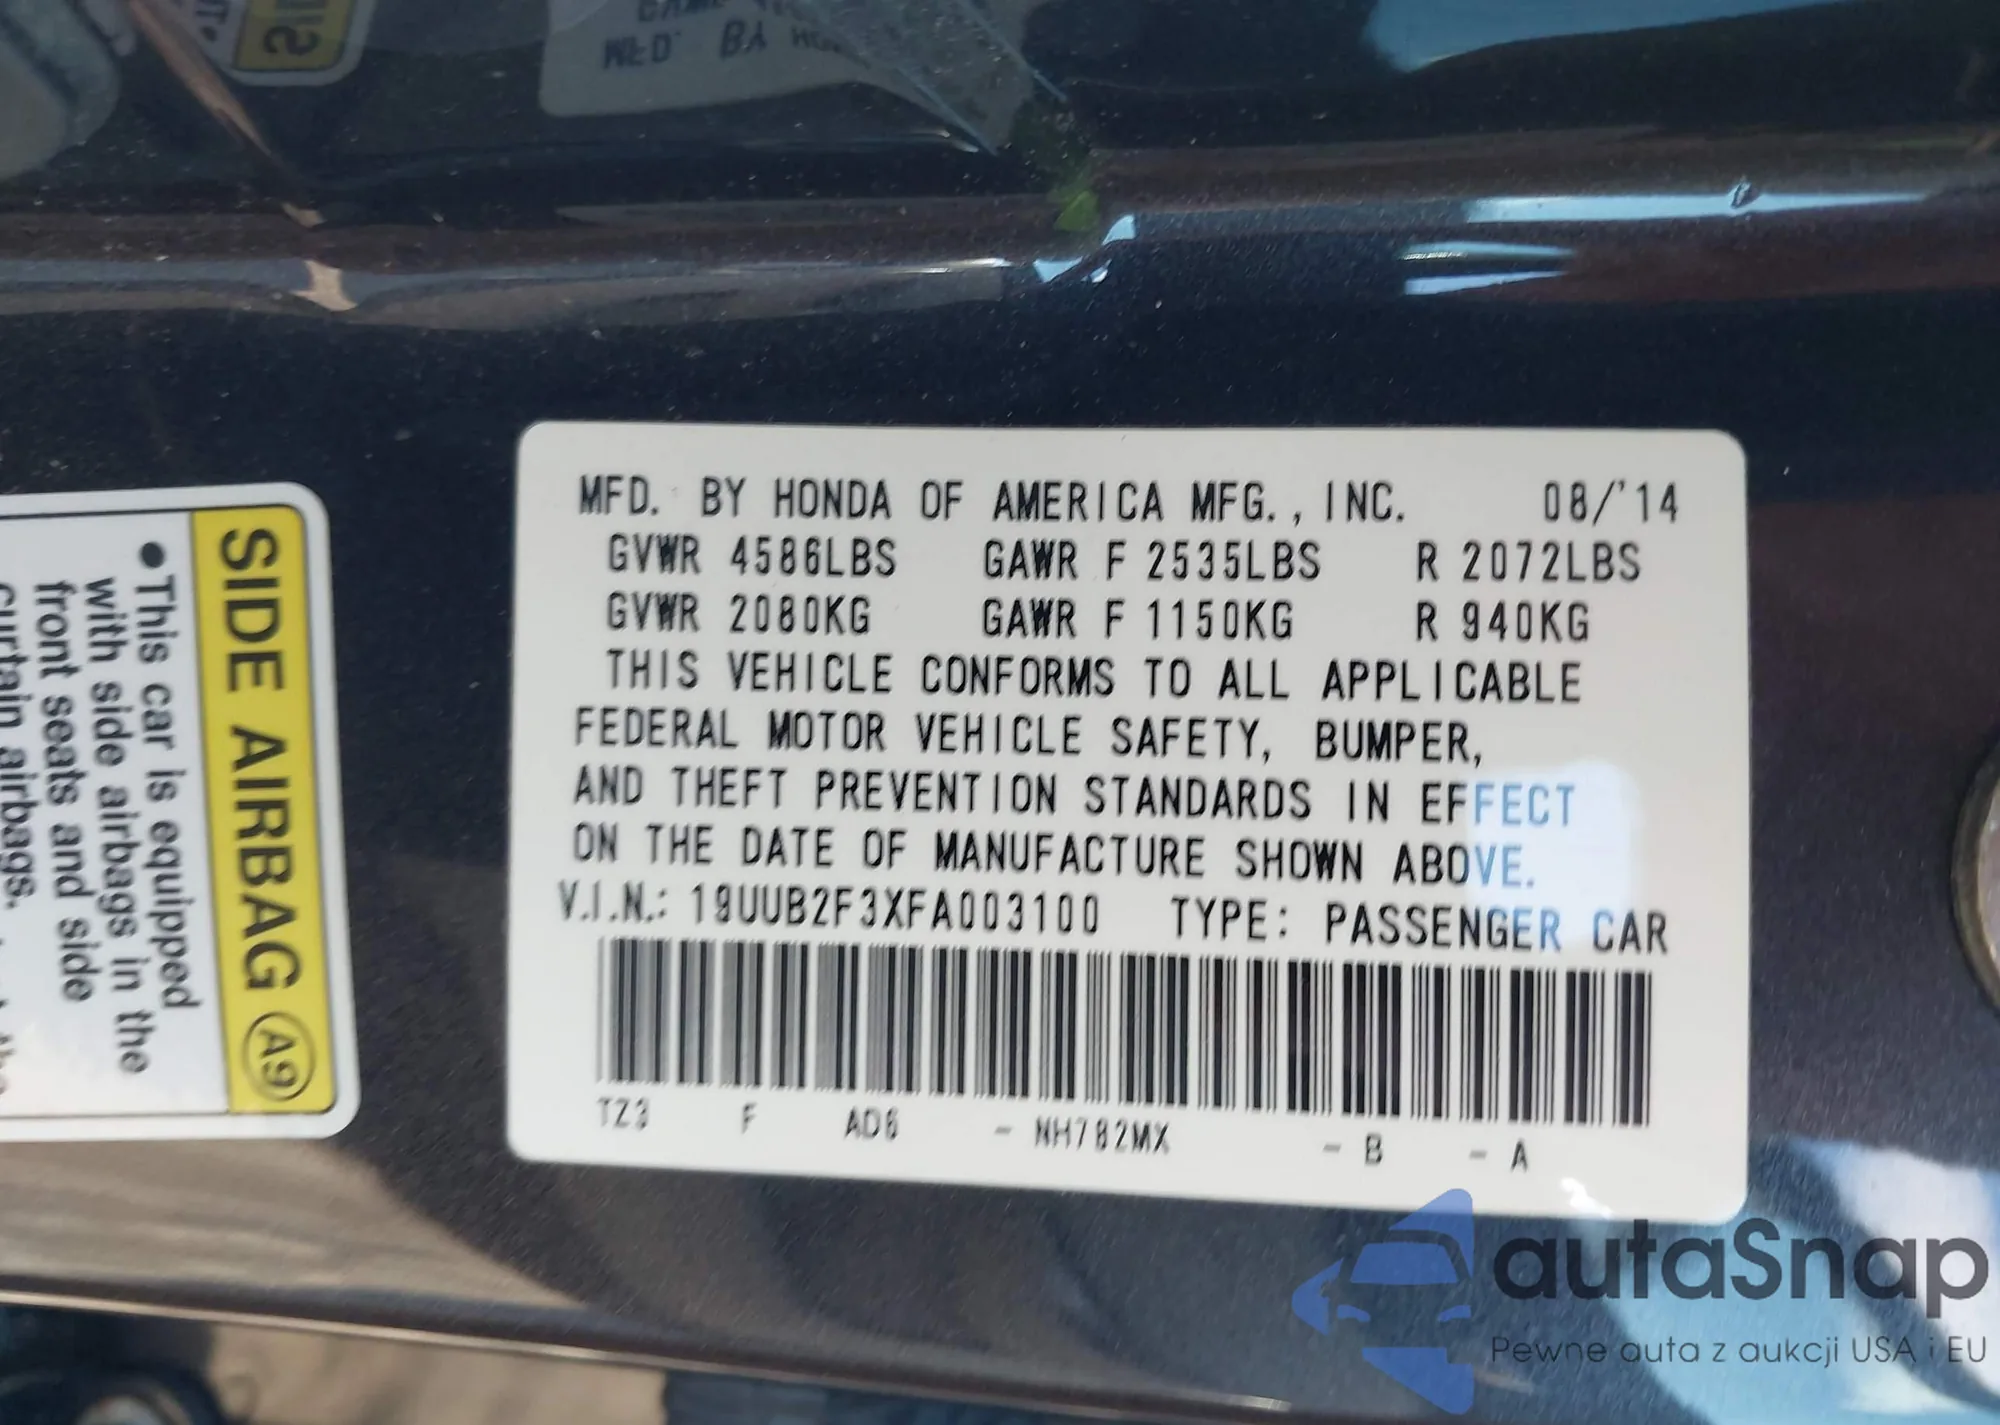 MFD. BY HONDA OF AMERICA MFG., INC. 08/'14
GVWR 4586LBS GAWR F 2535LBS R 2072LBS
GVWR 2080KG GAWR F 1150KG R 940KG
THIS VEHICLE CONFORMS TO ALL APPLICABLE
FEDERAL MOTOR VEHICLE SAFETY, BUMPER,
AND THEFT PREVENTION STANDARDS IN EFFECT
ON THE DATE OF MANUFACTURE SHOWN ABOVE.
V.I.N.: 19UUB2F3XFA003100 TYPE: PASSENGER CAR
TZ3 F AD6 - NH782MX - B - A
SIDE AIRBAG A9
•This car is equipped
with side airbags in the
front seats and side
curtain airbags.
autaSnap
Pewne auta z aukcji USA i EU